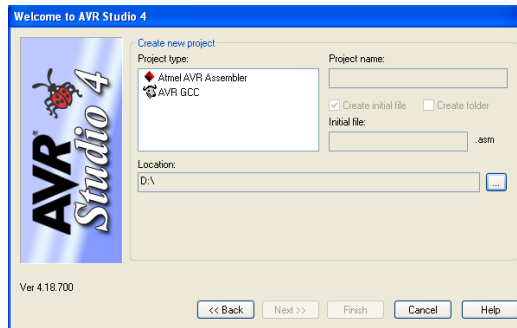 Welcome to AVR Studio 4
Create new project
Project type:
Project name:
Atmel AVR Assembler
AVR GCC
Create initial file
Create folder
Initial file:
.asm
Location:
D:\
...
AVR
Studio 4
Ver 4.18.700
<< Back
Next >>
Finish
Cancel
Help